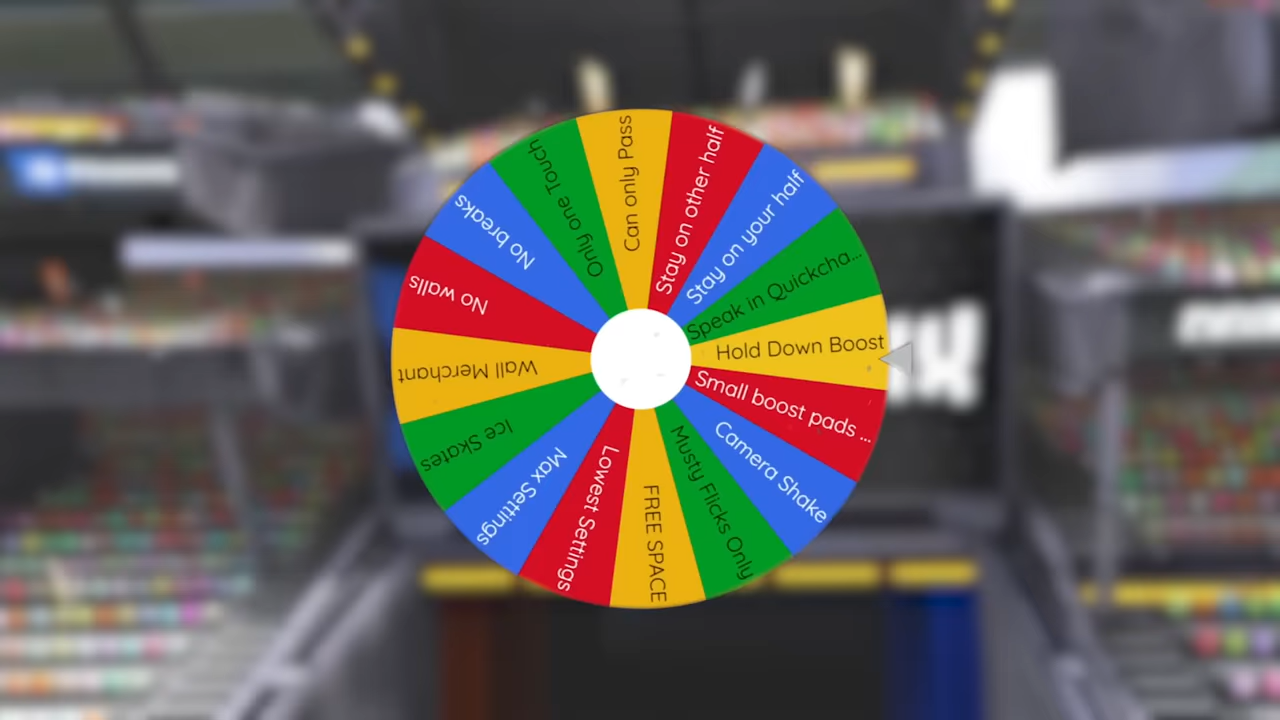 Can only Pass
Stay on other half
Stay on your half
Speak in Quickcha...
Hold Down Boost
Small boost pads ...
Camera Shake
Musty Flicks Only
FREE SPACE
Lowest Settings
Max Settings
Ice Skates
Wall Merchant
No walls
No breaks
Only one Touch